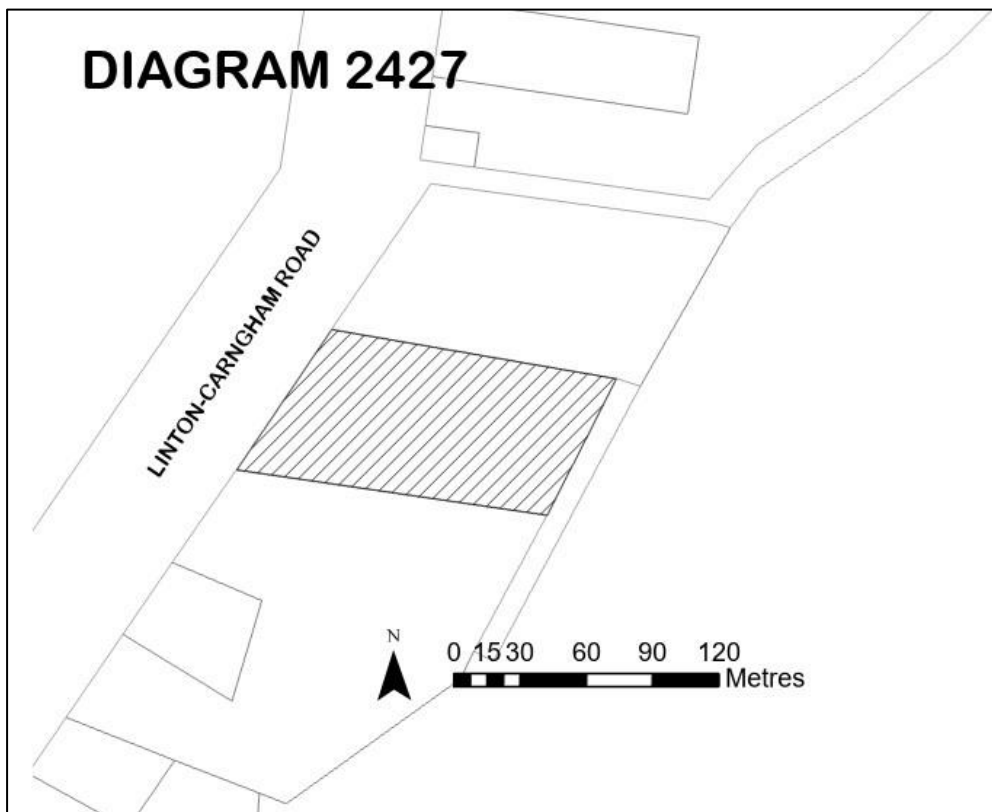 DIAGRAM 2427
LINTON-CARNGHAM ROAD
N
0 15 30 60 90 120
Metres